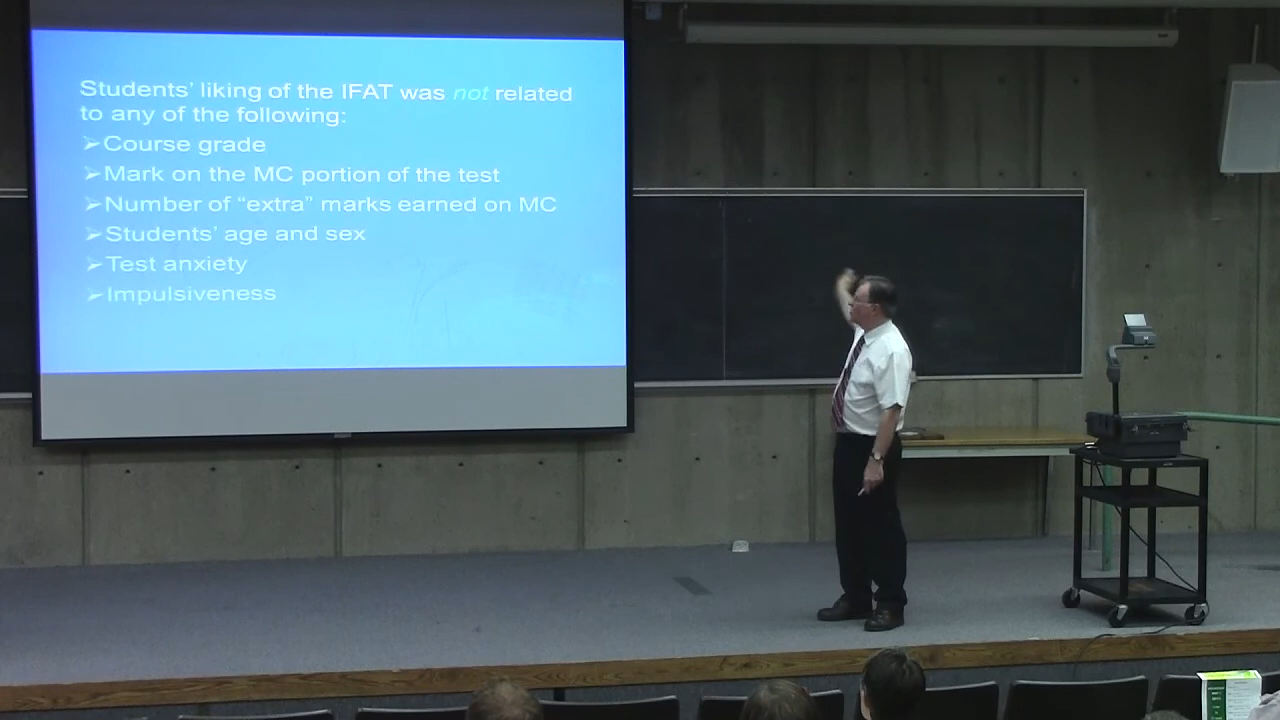 Students' liking of the IFAT was not related
to any of the following:
➢Course grade
➢Mark on the MC portion of the test
➢Number of "extra" marks earned on MC
➢Students' age and sex
➢Test anxiety
➢Impulsiveness